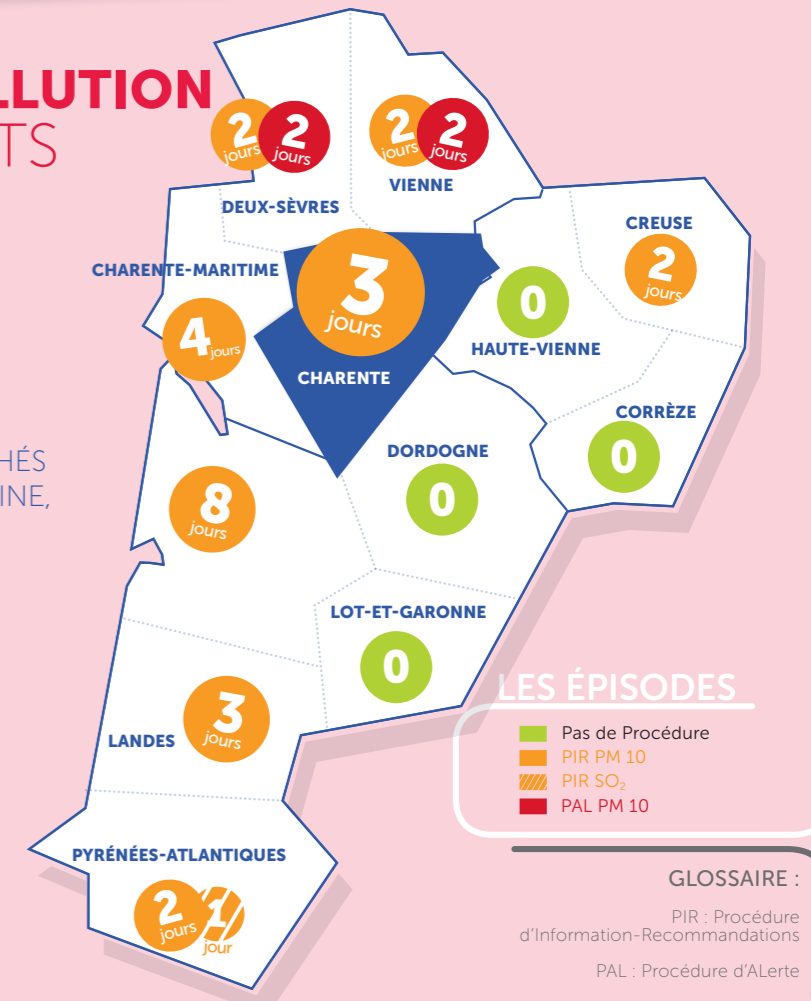 LLUTION
TS
HÉS
INE,
2 jours
2 jours
DEUX-SÈVRES
2 jours
2 jours
VIENNE
CHARENTE-MARITIME
4 jours
3
jours
CHARENTE
0
HAUTE-VIENNE
CREUSE
2
jours
CORRÈZE
0
DORDOGNE
0
8
jours
LOT-ET-GARONNE
0
LANDES
3
jours
PYRÉNÉES-ATLANTIQUES
2
jours
1
jour
LES ÉPISODES
Pas de Procédure
PIR PM 10
PIR SO₂
PAL PM 10
GLOSSAIRE :
PIR : Procédure
d'Information-Recommandations
PAL : Procédure d'ALerte